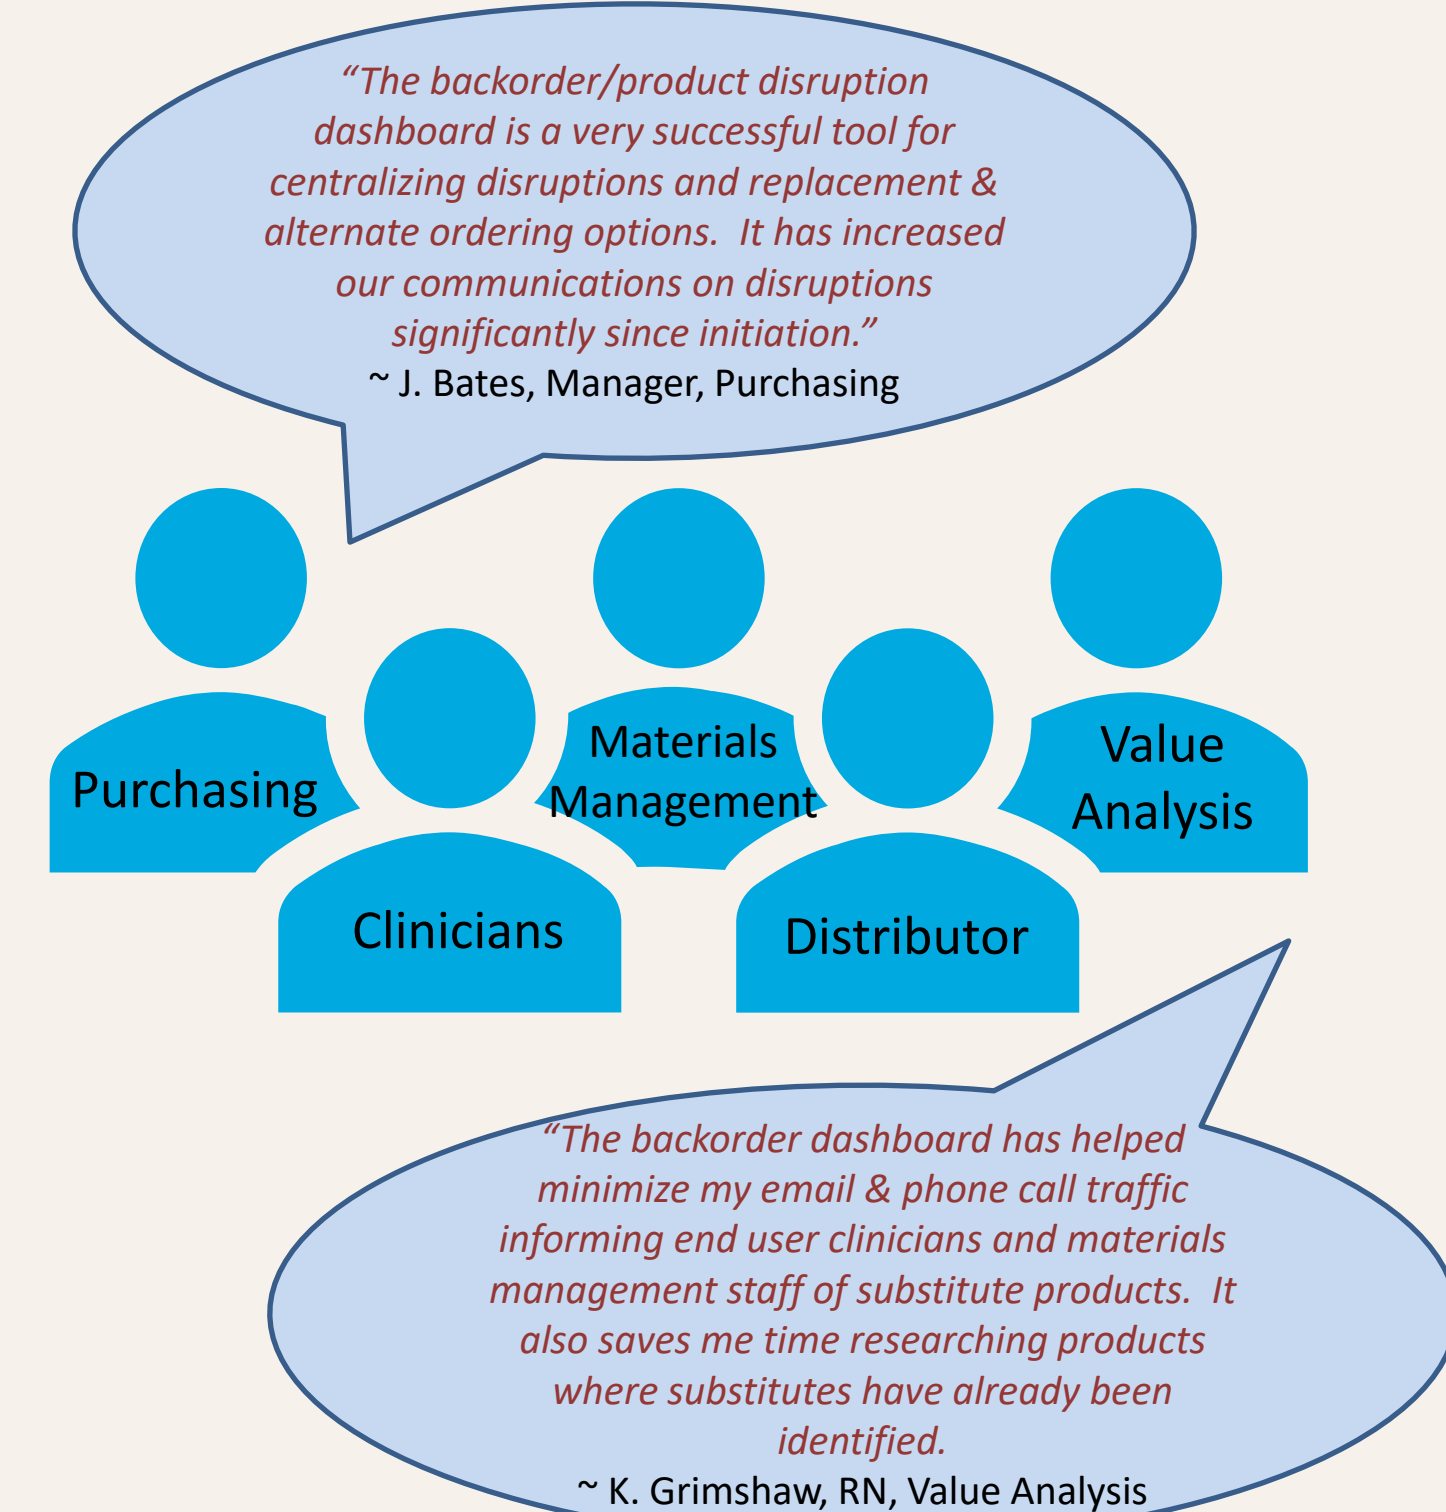 “The backorder/product disruption
dashboard is a very successful tool for
centralizing disruptions and replacement &
alternate ordering options.  It has increased
our communications on disruptions
significantly since initiation.”
~ J. Bates, Manager, Purchasing
Purchasing
Materials
Management
Value
Analysis
Clinicians
Distributor
“The backorder dashboard has helped
minimize my email & phone call traffic
informing end user clinicians and materials
management staff of substitute products.  It
also saves me time researching products
where substitutes have already been
identified.
~ K. Grimshaw, RN, Value Analysis